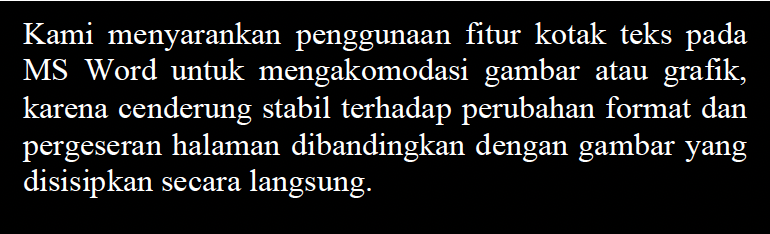 Kami menyarankan penggunaan fitur kotak teks pada
MS Word untuk mengakomodasi gambar atau grafik,
karena cenderung stabil terhadap perubahan format dan
pergeseran halaman dibandingkan dengan gambar yang
disisipkan secara langsung.